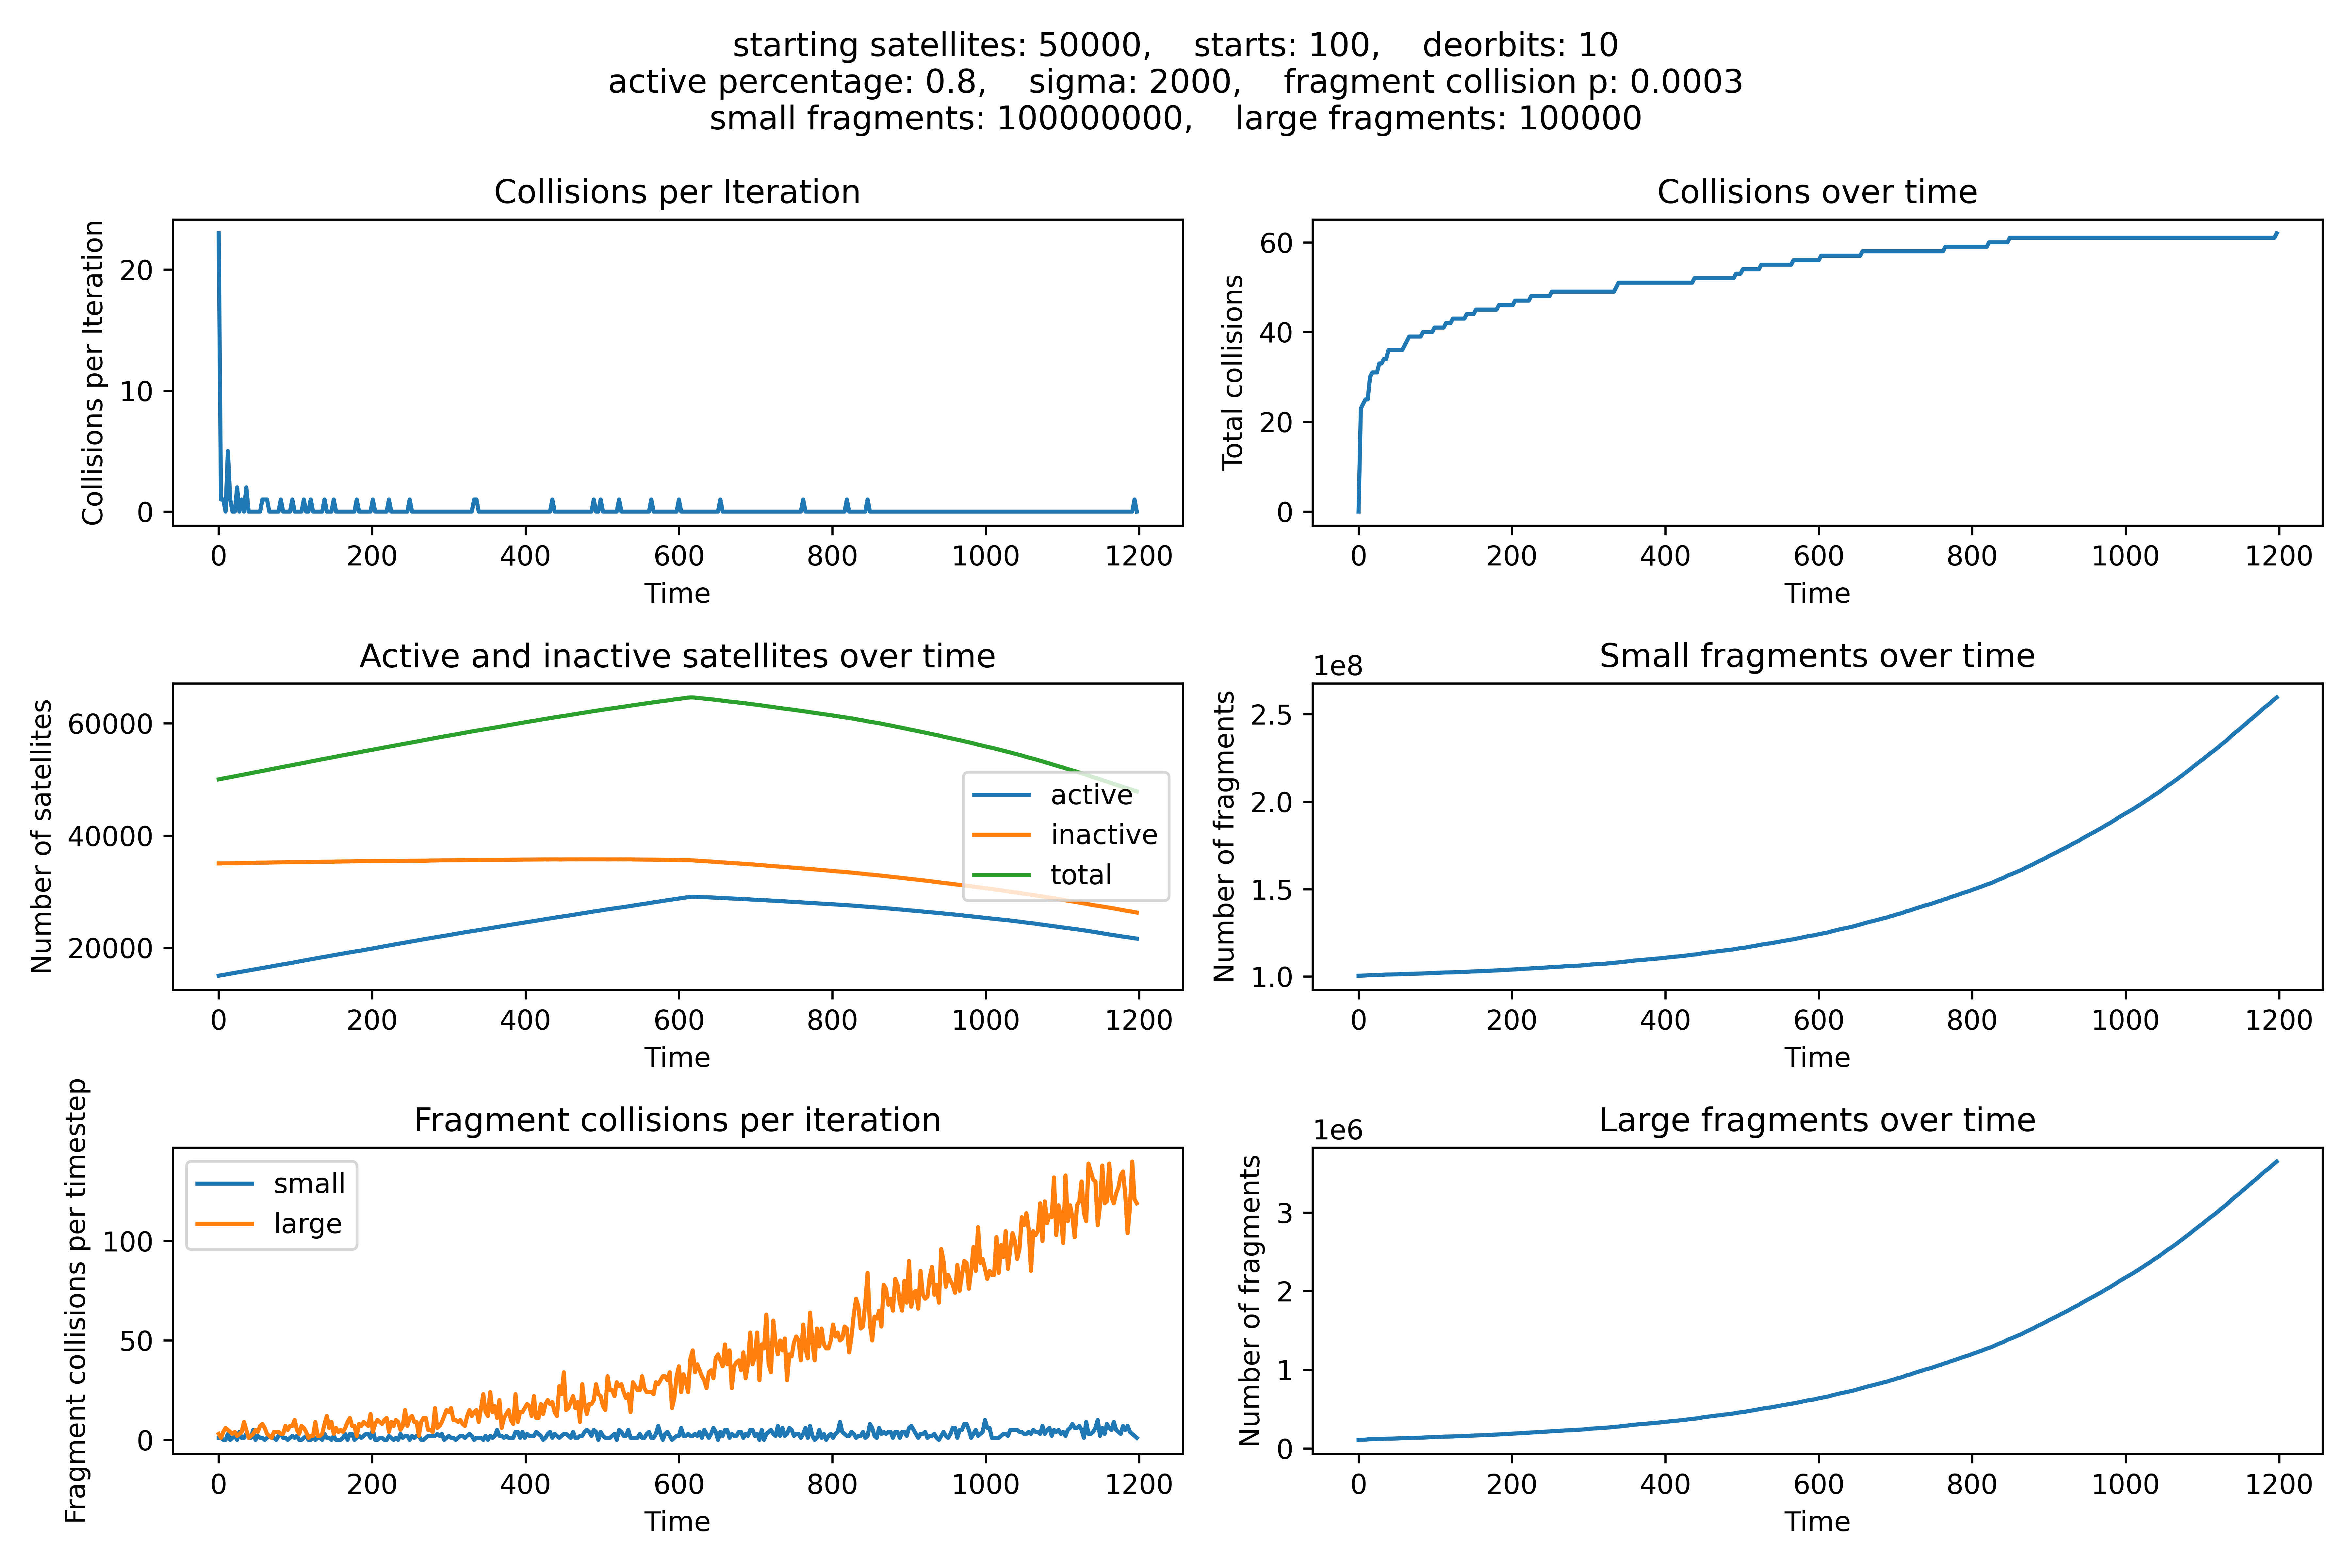 starting satellites: 50000,    starts: 100,    deorbits: 10
active percentage: 0.8,    sigma: 2000,    fragment collision p: 0.0003
small fragments: 100000000,    large fragments: 100000
Collisions per Iteration
Collisions per Iteration
20
10
0
0 200 400 600 800 1000 1200
Time
Collisions over time
Total collisions
60
40
20
0
0 200 400 600 800 1000 1200
Time
Active and inactive satellites over time
Number of satellites
60000
40000
20000
active
inactive
total
0 200 400 600 800 1000 1200
Time
Small fragments over time
1e8
Number of fragments
2.5
2.0
1.5
1.0
0 200 400 600 800 1000 1200
Time
Fragment collisions per iteration
Fragment collisions per timestep
small
large
100
50
0
0 200 400 600 800 1000 1200
Time
Large fragments over time
1e6
Number of fragments
3
2
1
0
0 200 400 600 800 1000 1200
Time